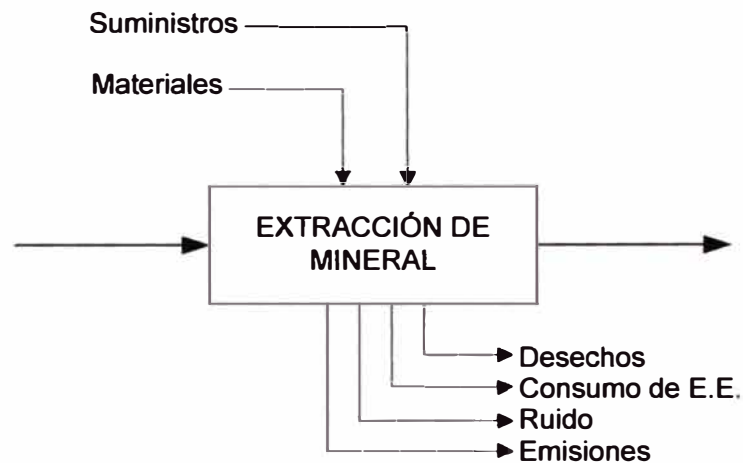 Suministros
Materiales
EXTRACCIÓN DE
MINERAL
Desechos
Consumo de E.E.
Ruido
Emisiones